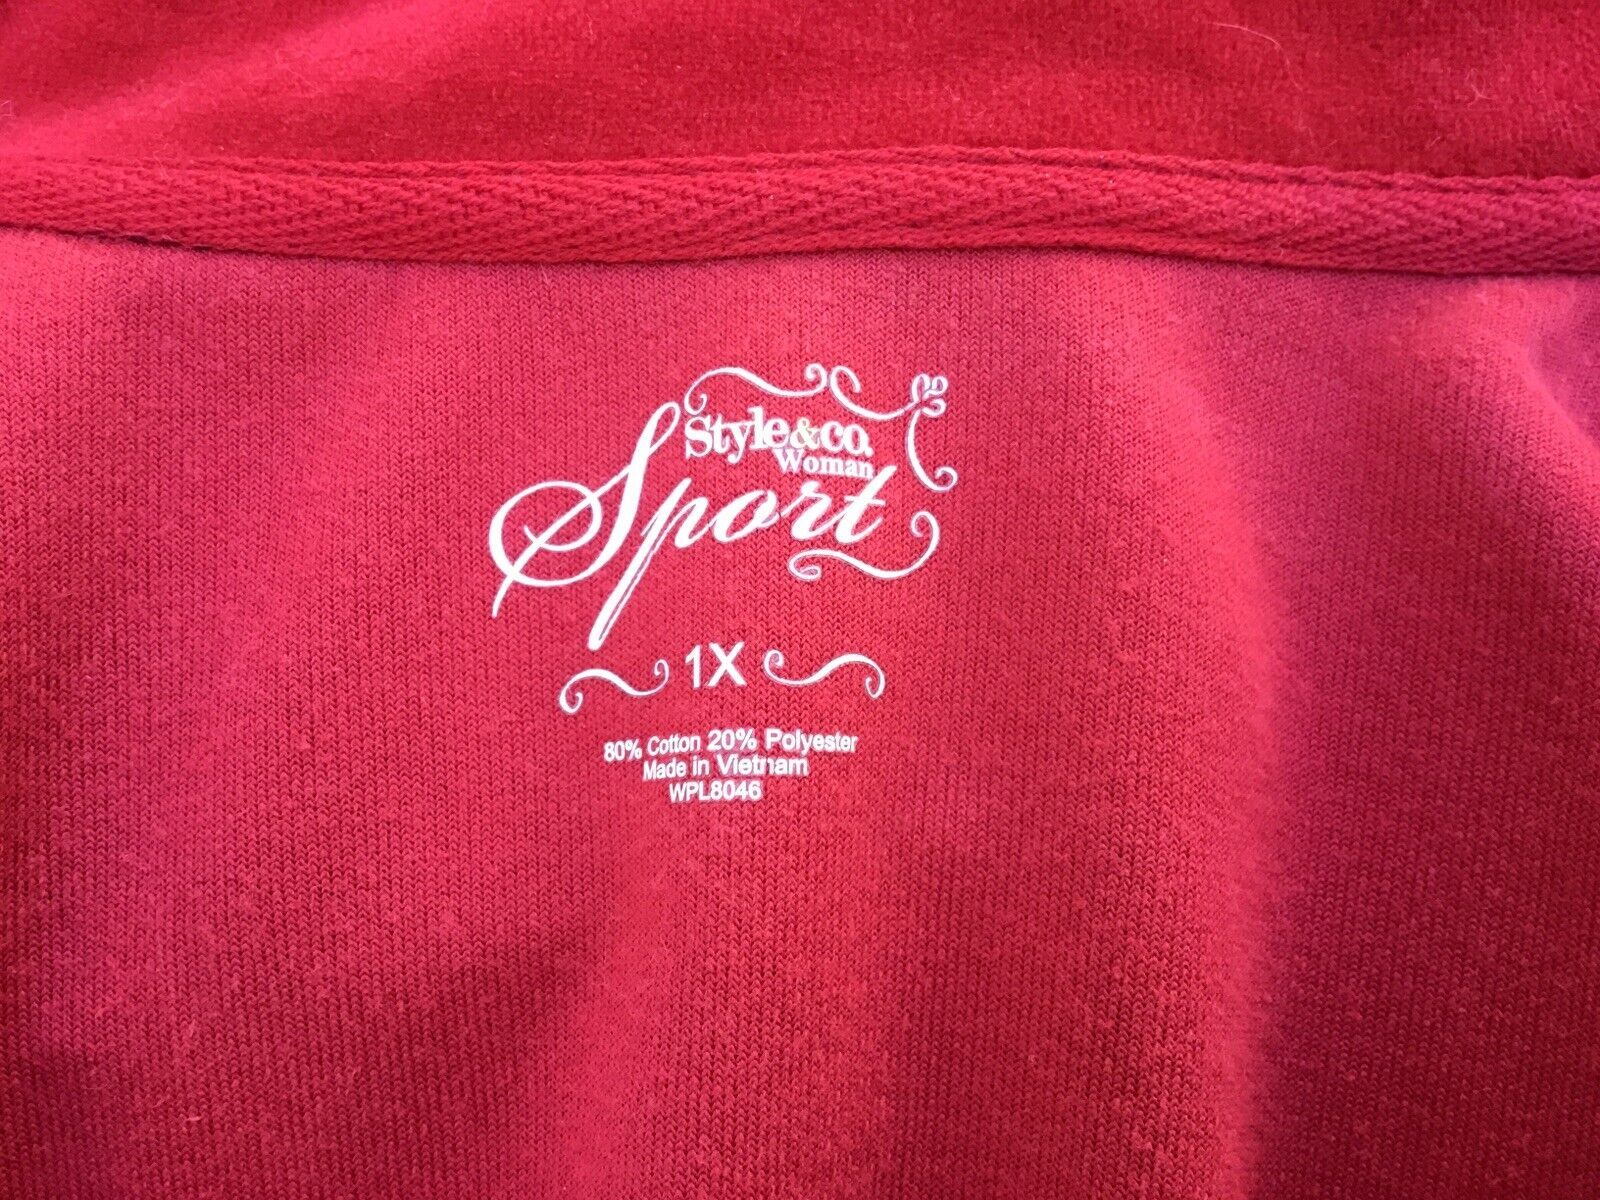 Style&co.
Woman
Sport
1X
80% Cotton 20% Polyester
Made in Vietnam
WPL8046